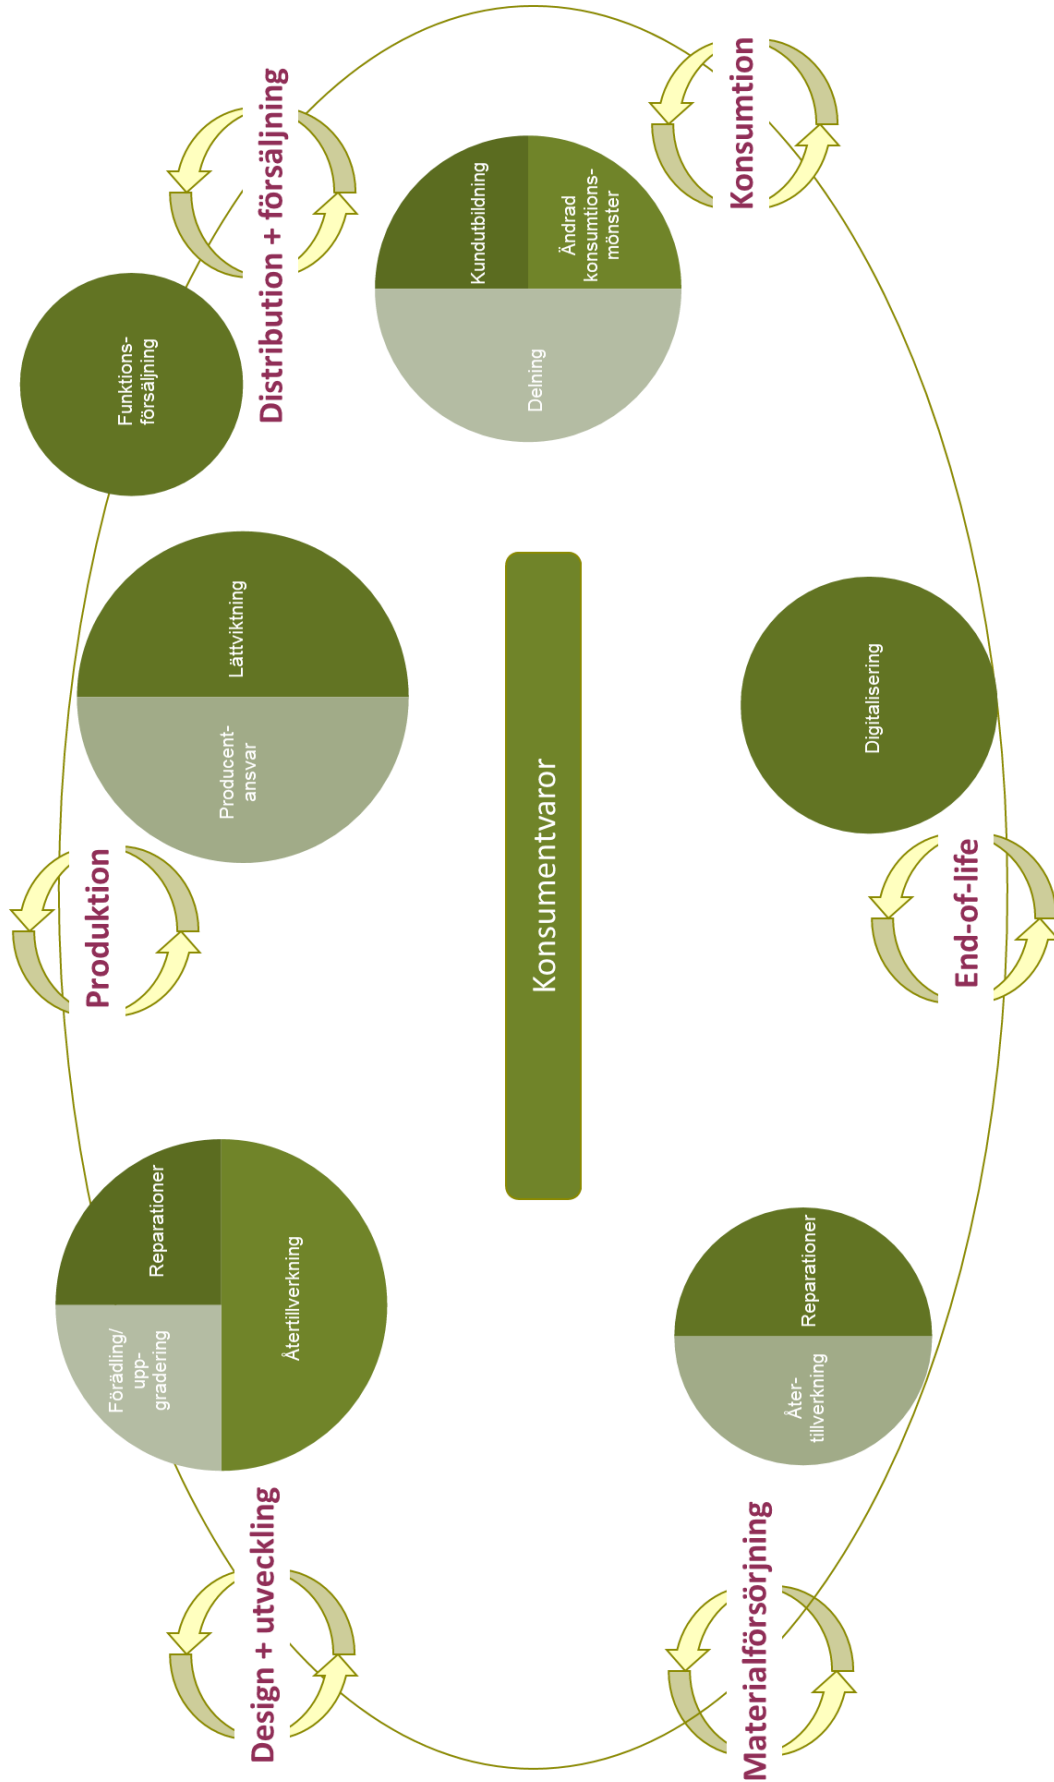 Design + utveckling
Förädling/
upp-
gradering
Reparationer
Återtillverkning
Produktion
Producent-
ansvar
Lättviktning
Funktions-
försäljning
Distribution + försäljning
Delning
Kundutbildning
Ändrad
konsumtions-
mönster
Konsumtion
Konsumentvaror
Digitalisering
End-of-life
Åter-
tillverkning
Reparationer
Materialförsörjning